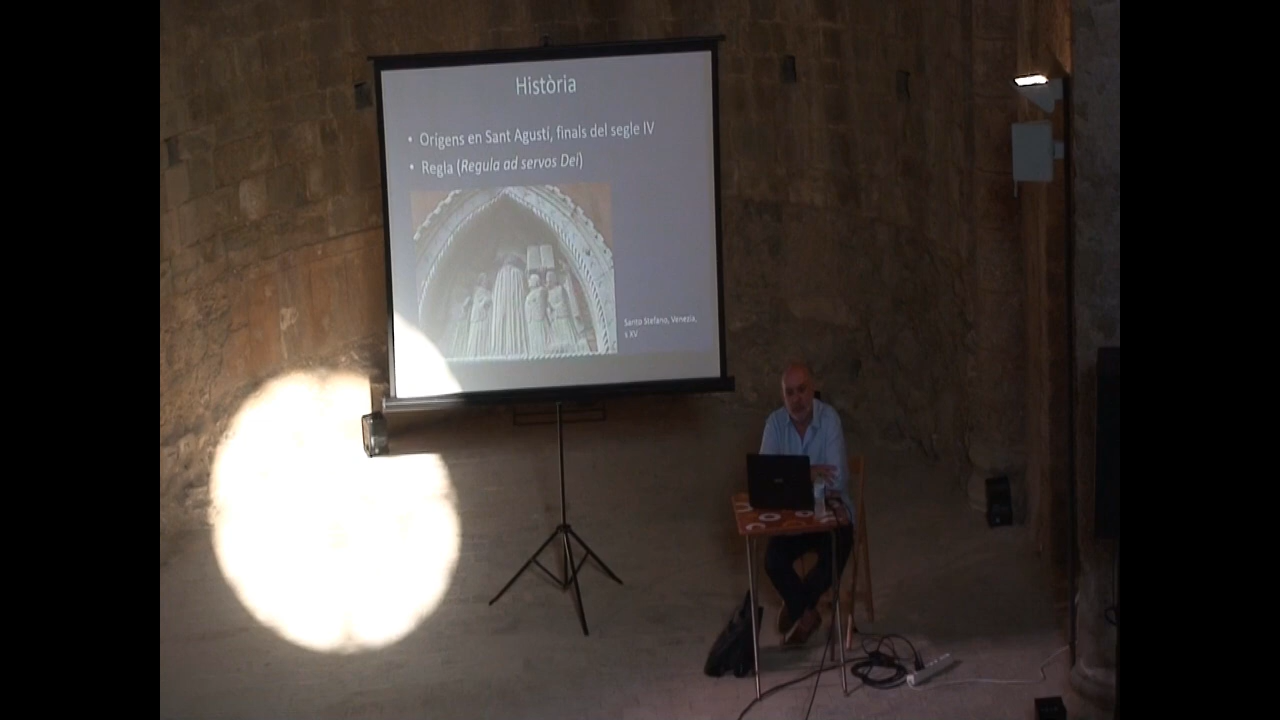 Història
• Orígens en Sant Agustí, finals del segle IV
• Regla (Regula ad servos Dei)
Santo Stefano, Venezia,
s XV